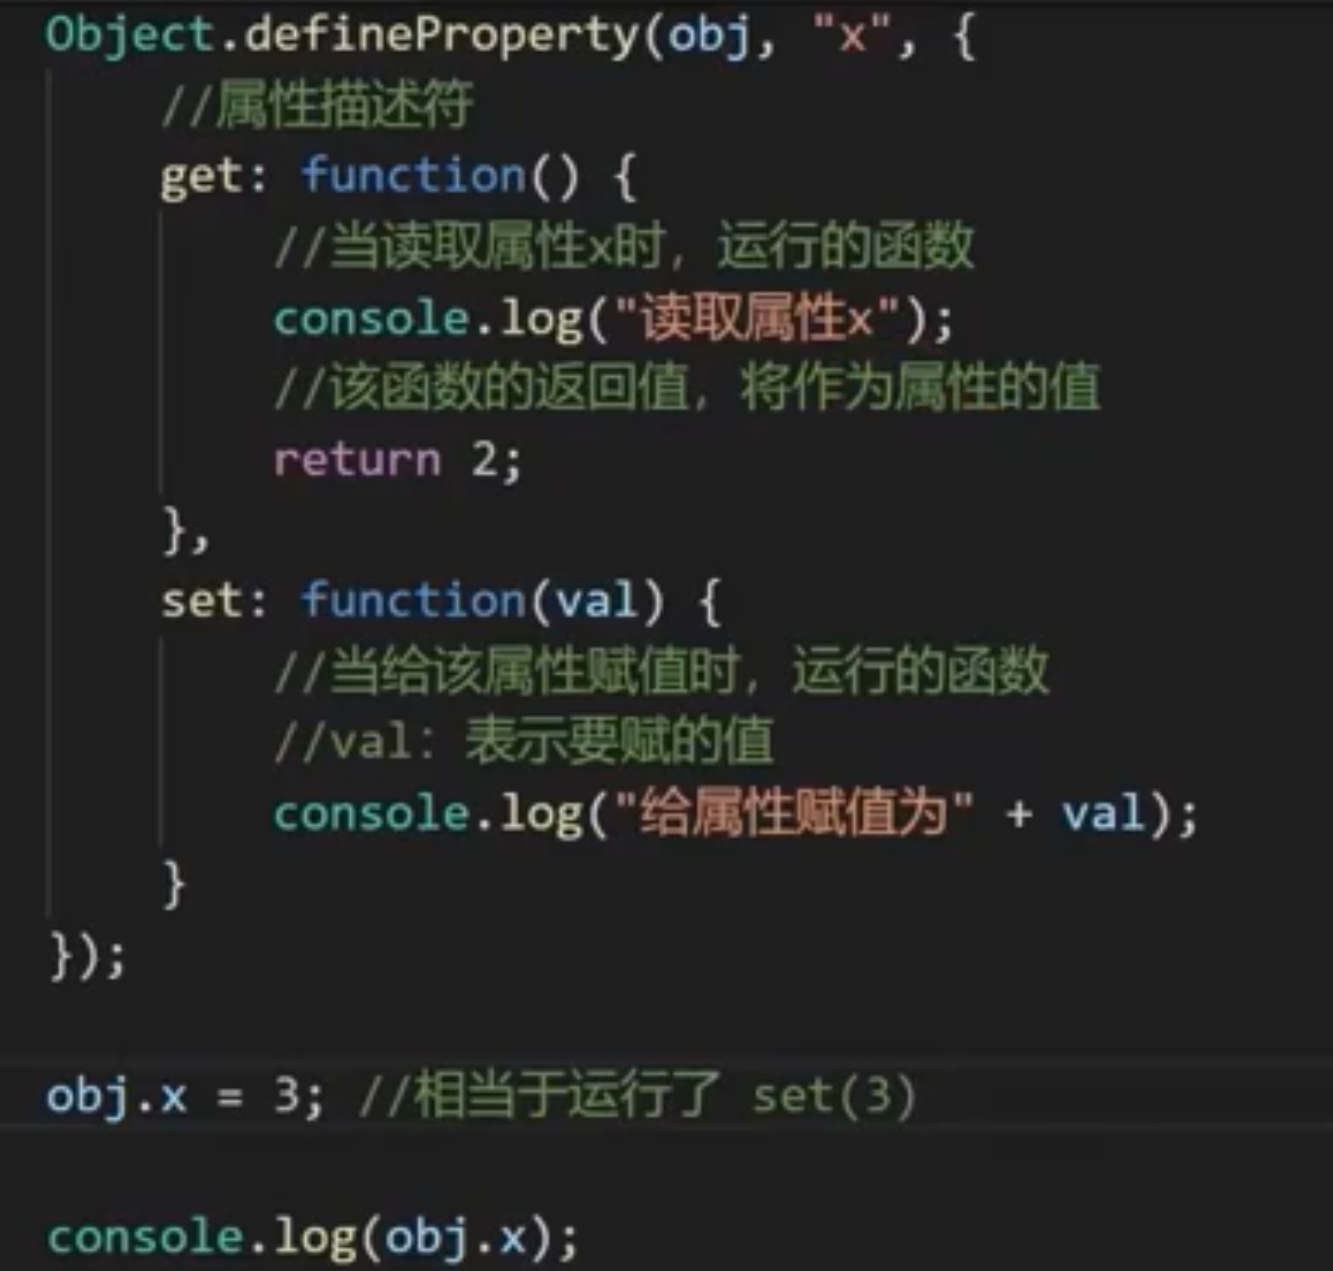 Object.defineProperty(obj, "x", {
    //属性描述符
    get: function() {
        //当读取属性x时，运行的函数
        console.log("读取属性x");
        //该函数的返回值，将作为属性的值
        return 2;
    },
    set: function(val) {
        //当给该属性赋值时，运行的函数
        //val：表示要赋的值
        console.log("给属性赋值为" + val);
    }
});
obj.x = 3; //相当于运行了 set(3)
console.log(obj.x);